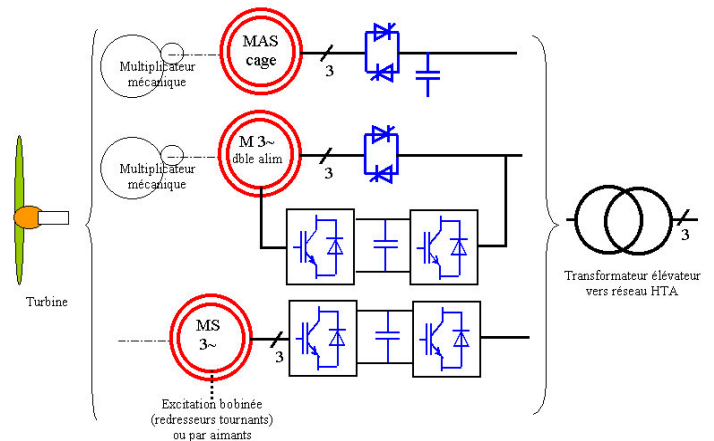 MAS
cage
3
Multiplicateur
mécanique
M 3~
dble alim
3
Multiplicateur
mécanique
Turbine
3
Transformateur élévateur
vers réseau HTA
MS
3~
3
Excitation bobinée
(redresseurs tournants)
ou par aimants